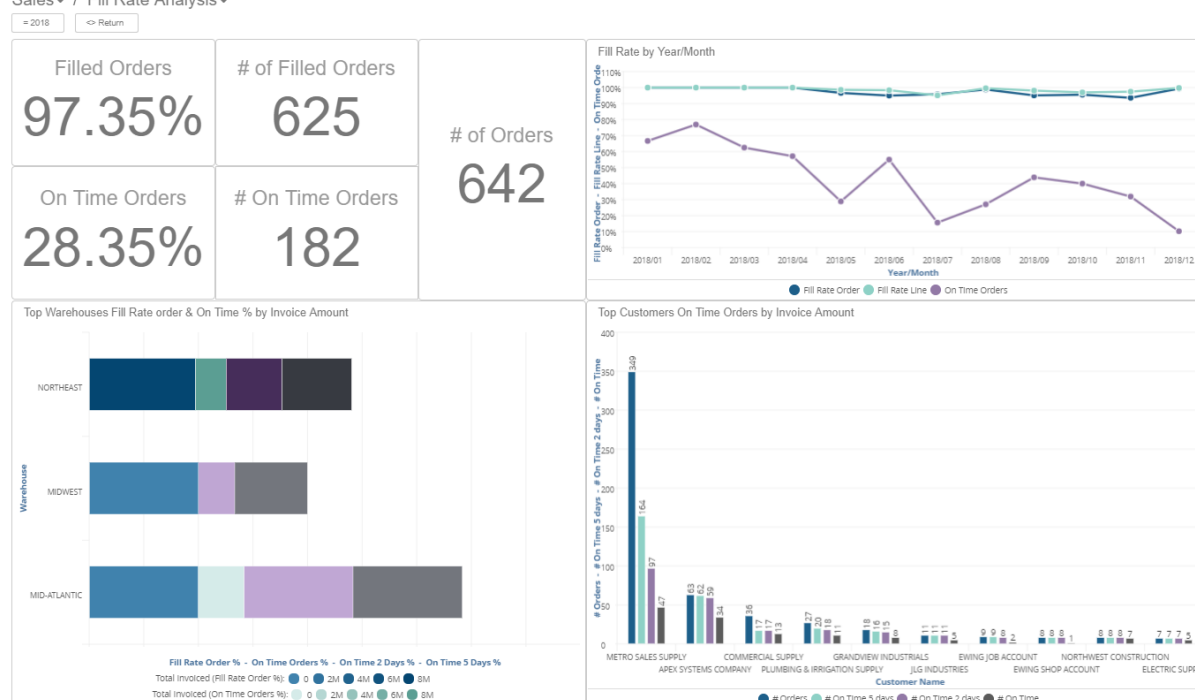 Sales / Fill Rate Analysis
= 2018
<> Return
Filled Orders
97.35%
# of Filled Orders
625
# of Orders
642
On Time Orders
28.35%
# On Time Orders
182
Fill Rate by Year/Month
Fill Rate Order - Fill Rate Line - On Time Orde
110%
100%
90%
80%
70%
60%
50%
40%
30%
20%
10%
0%
2018/01 2018/02 2018/03 2018/04 2018/05 2018/06 2018/07 2018/08 2018/09 2018/10 2018/11 2018/12
Year/Month
Fill Rate Order Fill Rate Line On Time Orders
Top Warehouses Fill Rate order & On Time % by Invoice Amount
Warehouse
NORTHEAST
MIDWEST
MID-ATLANTIC
Fill Rate Order % - On Time Orders % - On Time 2 Days % - On Time 5 Days %
Total Invoiced (Fill Rate Order %): 0 2M 4M 6M 8M
Total Invoiced (On Time Orders %): 0 2M 4M 6M 8M
Top Customers On Time Orders by Invoice Amount
# Orders - # On Time 5 days - # On Time 2 days - # On Time
400
350
300
250
200
150
100
50
0
349 164 97 47
63 62 59 34
36 17 17 13
27 20 18 11
18 16 15 8
11 11 11 5
9 9 8 2
8 8 8 1
8 8 8 7
7 7 7 5
METRO SALES SUPPLY COMMERCIAL SUPPLY GRANDVIEW INDUSTRIALS EWING JOB ACCOUNT NORTHWEST CONSTRUCTION
APEX SYSTEMS COMPANY PLUMBING & IRRIGATION SUPPLY JLG INDUSTRIES EWING SHOP ACCOUNT ELECTRIC SUPP
Customer Name
# Orders # On Time 5 days # On Time 2 days # On Time